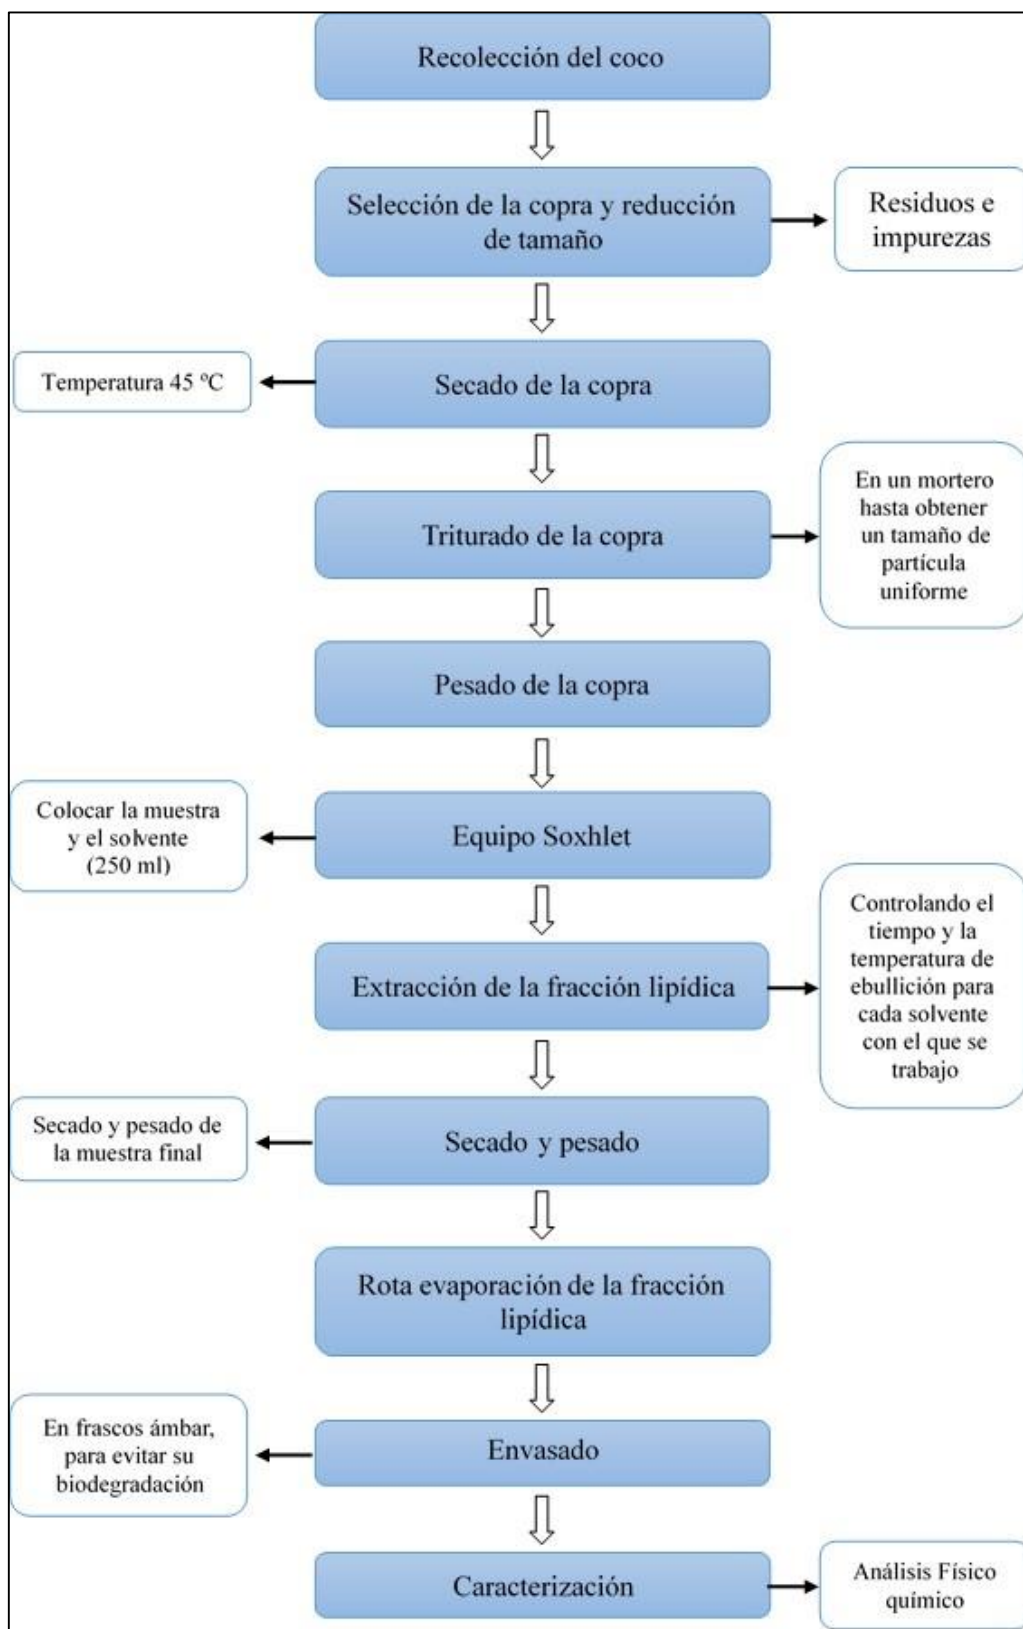 Recolección del coco
Selección de la copra y reducción
de tamaño
Residuos e
impurezas
Secado de la copra
Temperatura 45 ºC
Triturado de la copra
En un mortero
hasta obtener
un tamaño de
partícula
uniforme
Pesado de la copra
Equipo Soxhlet
Colocar la muestra
y el solvente
(250 ml)
Extracción de la fracción lipídica
Controlando el
tiempo y la
temperatura de
ebullición para
cada solvente
con el que se
trabajo
Secado y pesado
Secado y pesado de
la muestra final
Rota evaporación de la fracción
lipídica
Envasado
En frascos ámbar,
para evitar su
biodegradación
Caracterización
Análisis Físico
químico